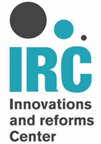 IRC
Innovations
and reforms
Center